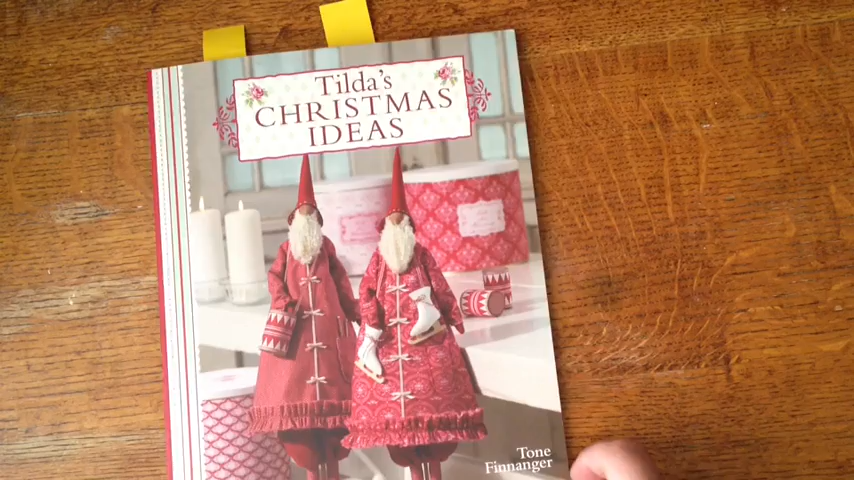 Tilda's
CHRISTMAS
IDEAS
Tone
Finnanger